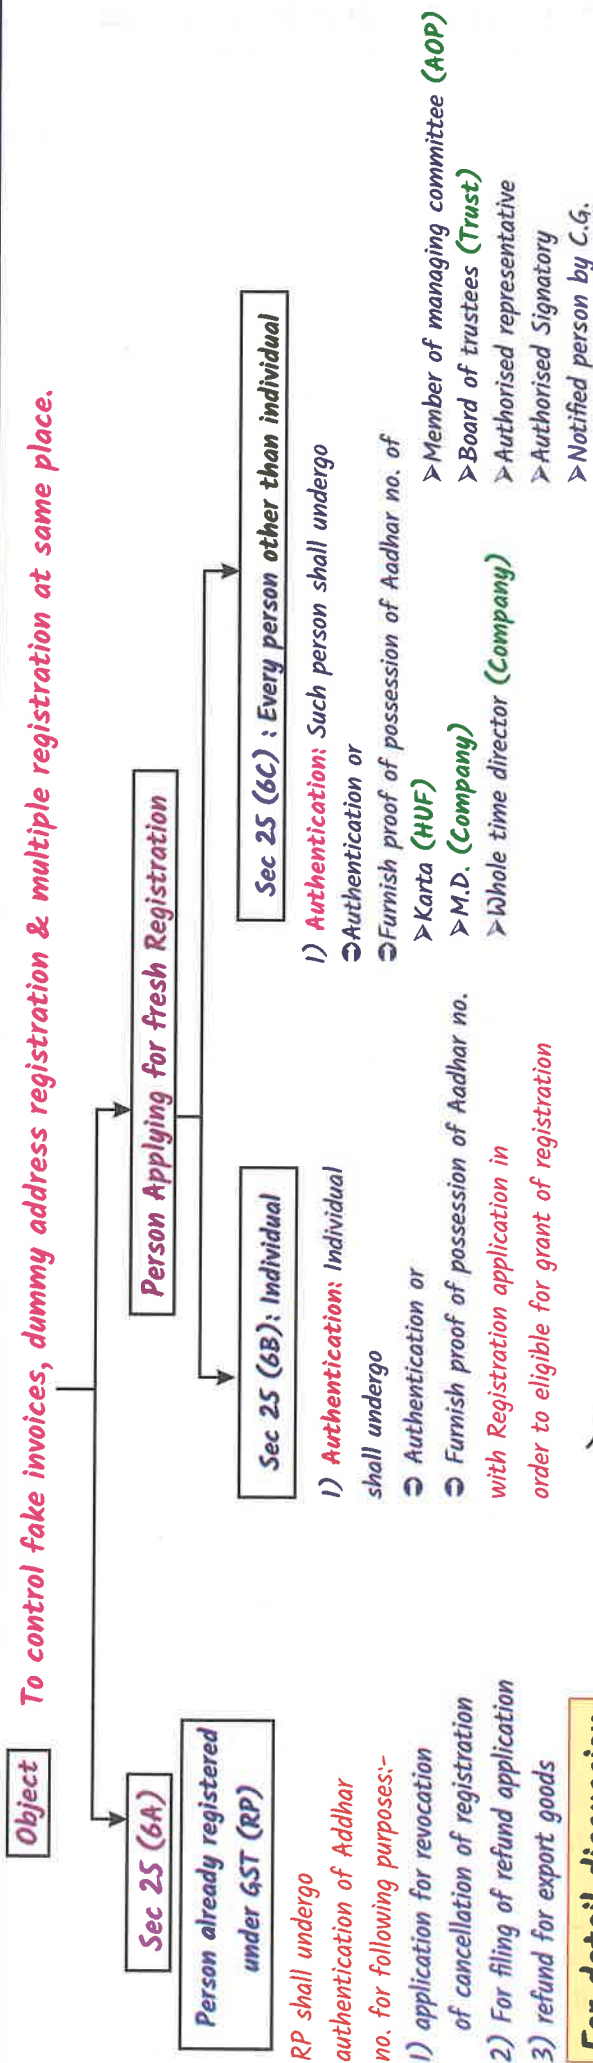 Object
To control fake invoices, dummy address registration & multiple registration at same place.
Sec 25 (6A)
Person already registered
under GST (RP)
RP shall undergo
authentication of Addhar
no. for following purposes:-
1) application for revocation
of cancellation of registration
2) For filing of refund application
3) refund for export goods
For detail discussion
Person Applying for fresh Registration
Sec 25 (6B): Individual
1) Authentication: Individual
shall undergo
➲ Authentication or
➲ Furnish proof of possession of Aadhar no.
with Registration application in
order to eligible for grant of registration
Sec 25 (6C) : Every person other than individual
1) Authentication: Such person shall undergo
➲Authentication or
➲Furnish proof of possession of Aadhar no. of
➢Karta (HUF)
➢M.D. (Company)
➢Whole time director (Company)
➢Member of managing committee (AOP)
➢Board of trustees (Trust)
➢Authorised representative
➢Authorised Signatory
➢Notified person by C.G.